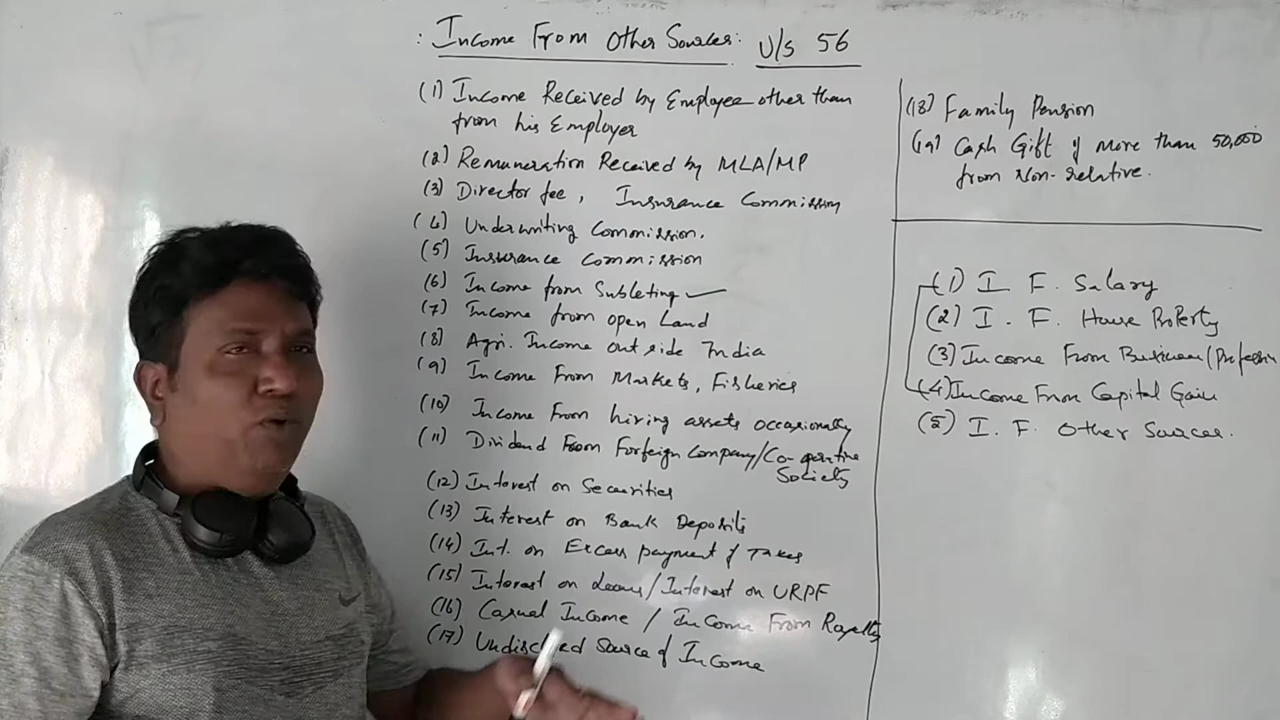 : Income From Other Sources: U/s 56
(1) Income Received by Employee other than
from his Employer
(2) Remuneration Received by MLA/MP
(3) Director fee, Insurance Commission
(4) Underwriting Commission.
(5) Insurance Commission
(6) Income from Subleting
(7) Income from open Land
(8) Agri. Income out side India
(9) Income From Markets, Fisheries
(10) Income From hiring assets occasionally
(11) Dividend From Forfeign Company/Co-operative
Society
(12) Interest on Securities
(13) Interest on Bank Deposits
(14) Int. on Excess payment of Taxes
(15) Interest on Loans/Interest on URPF
(16) Casual Income / Income From Royalty
(17) Undisclosed Source of Income
(18) Family Pension
(19) Cash Gift of more than 50,000
from Non-relative.
(1) I F. Salary
(2) I. F. House Property
(3) Income From Business (Profession
(4) Income From Capital Gain
(5) I. F. Other Sources.